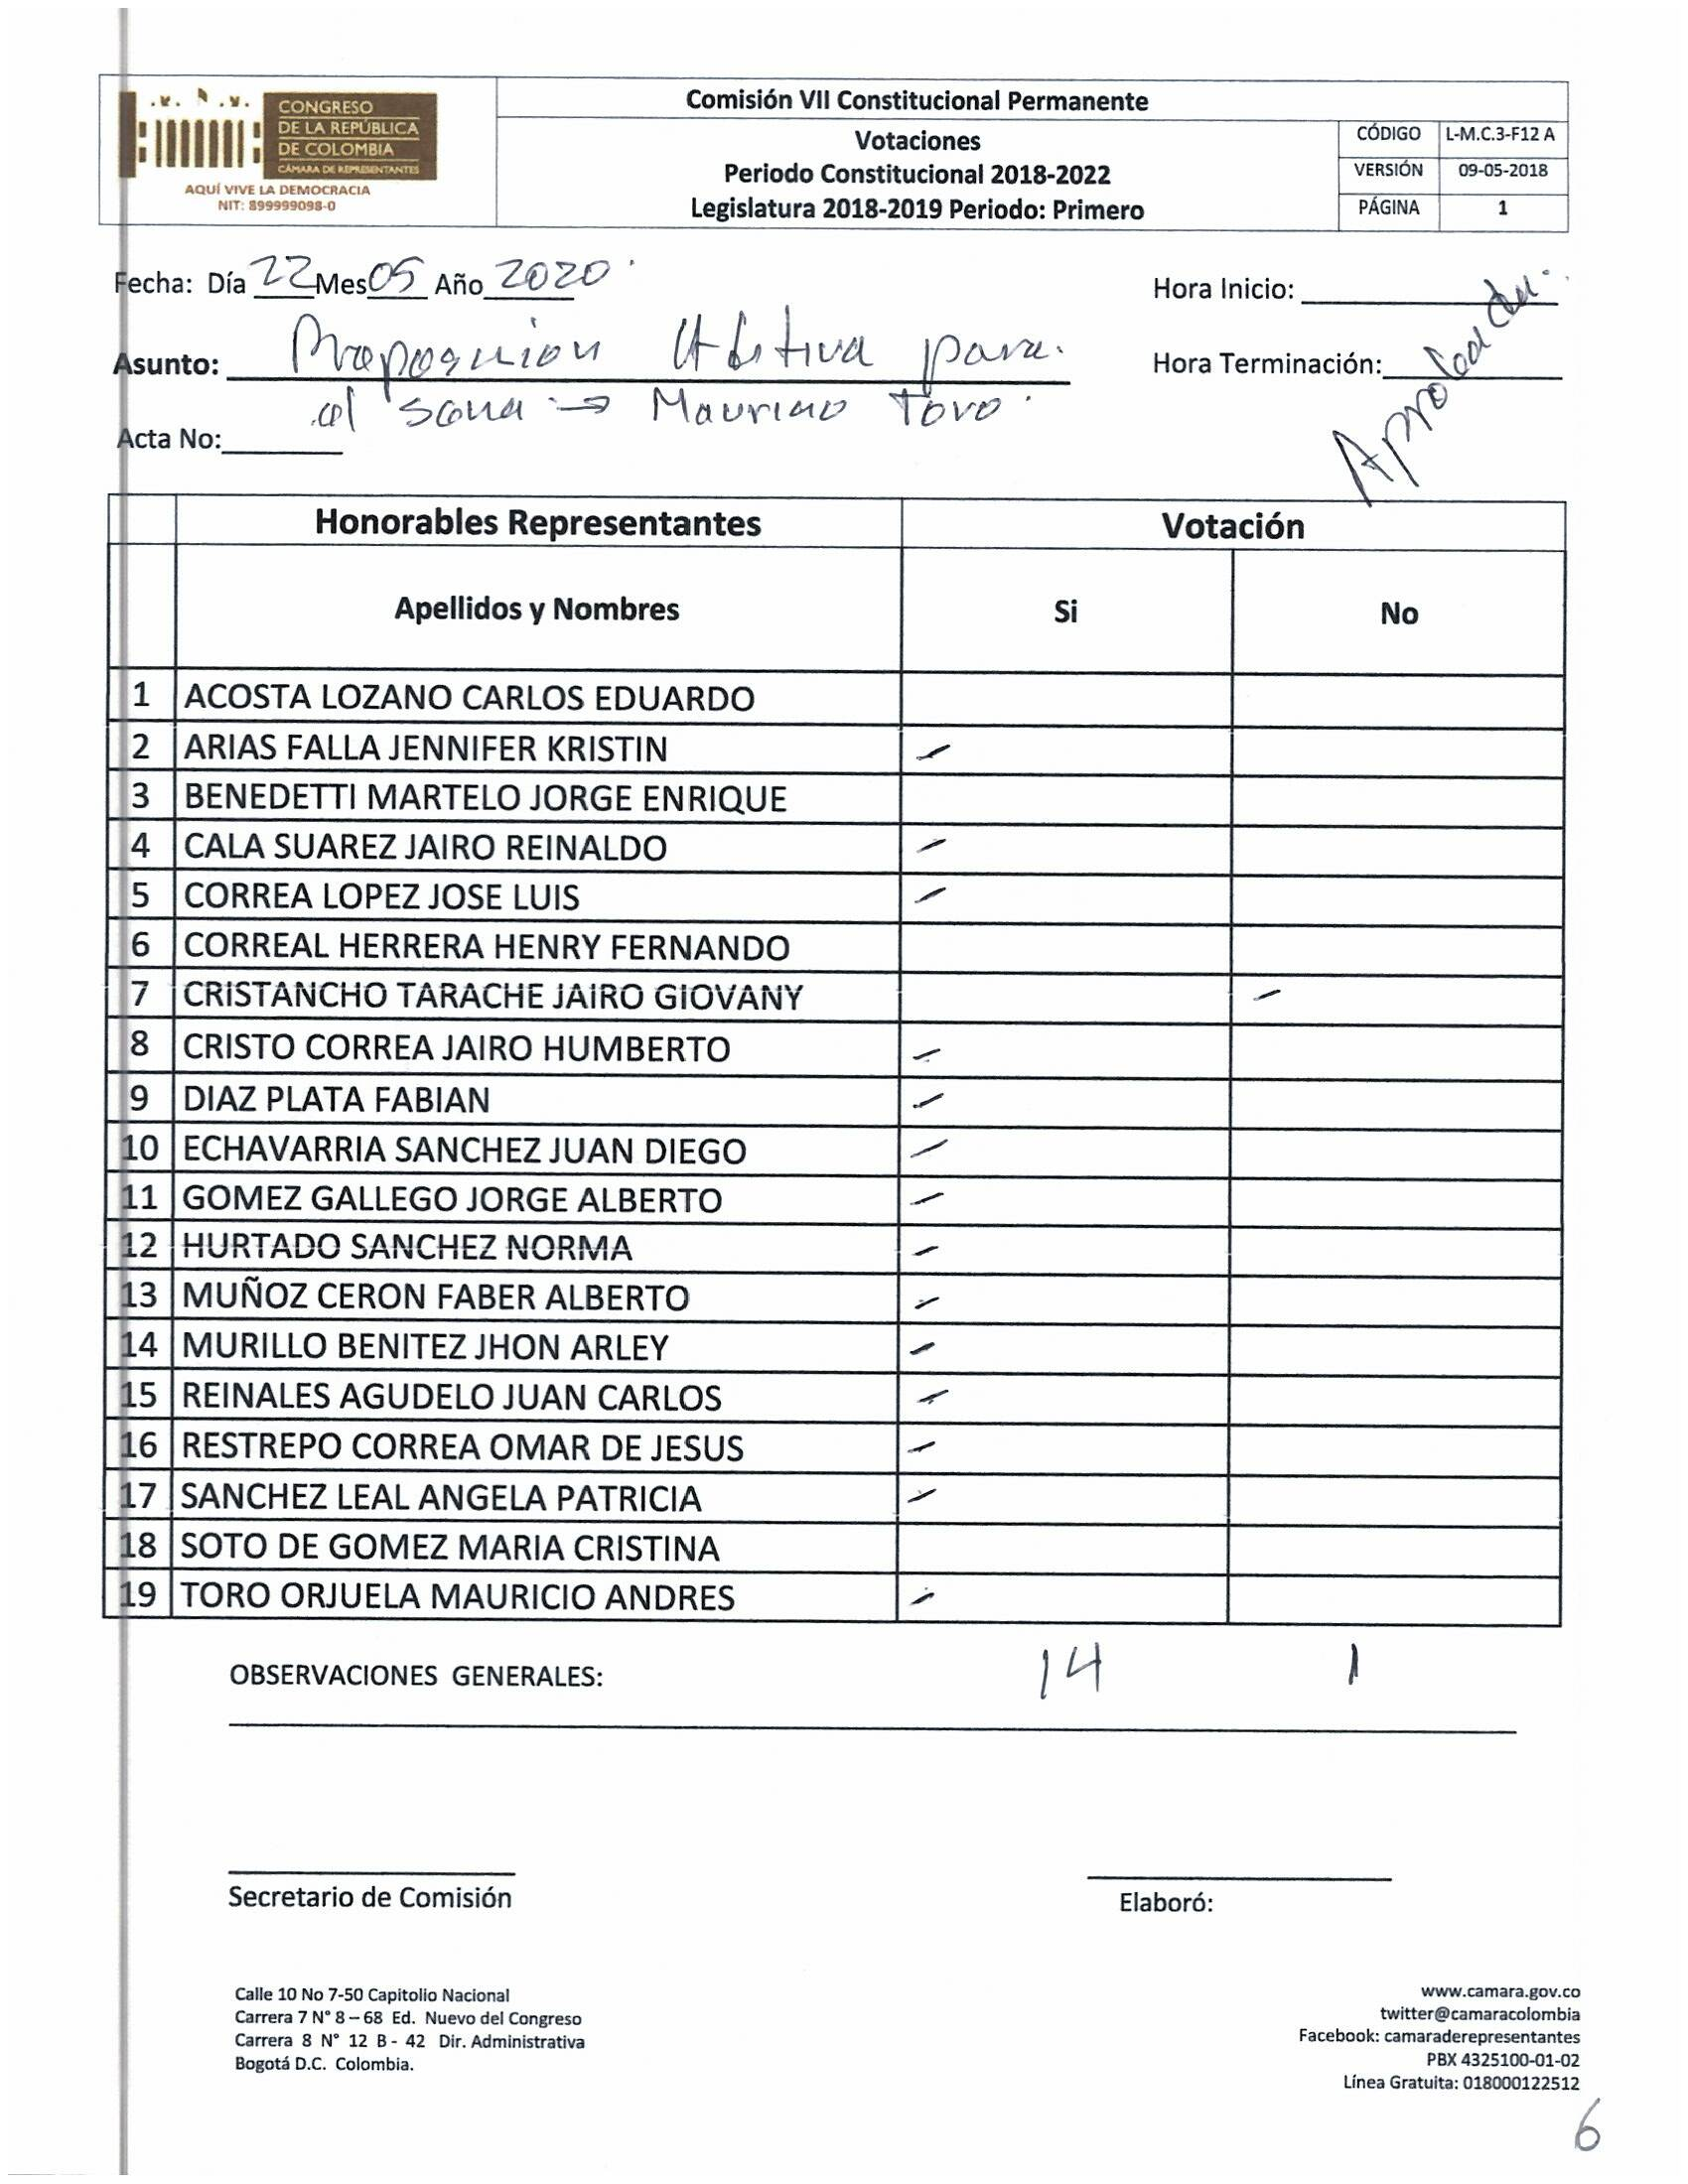 CONGRESO
DE LA REPÚBLICA
DE COLOMBIA
CÁMARA DE REPRESENTANTES
AQUÍ VIVE LA DEMOCRACIA
NIT: 899999098-0
Comisión VII Constitucional Permanente
Votaciones
Periodo Constitucional 2018-2022
Legislatura 2018-2019 Periodo: Primero
CÓDIGO L-M.C.3-F12 A
VERSIÓN 09-05-2018
PÁGINA 1
Fecha: Día 22 Mes 05 Año 2020
Hora Inicio:
Asunto: Proposición para
el → Mauricio Toro
Hora Terminación:
Aprobada
Acta No:
Honorables Representantes Votación
Apellidos y Nombres Si No
1 ACOSTA LOZANO CARLOS EDUARDO
2 ARIAS FALLA JENNIFER KRISTIN
3 BENEDETTI MARTELO JORGE ENRIQUE
4 CALA SUAREZ JAIRO REINALDO
5 CORREA LOPEZ JOSE LUIS
6 CORREAL HERRERA HENRY FERNANDO
7 CRISTANCHO TARACHE JAIRO GIOVANY
8 CRISTO CORREA JAIRO HUMBERTO
9 DIAZ PLATA FABIAN
10 ECHAVARRIA SANCHEZ JUAN DIEGO
11 GOMEZ GALLEGO JORGE ALBERTO
12 HURTADO SANCHEZ NORMA
13 MUÑOZ CERON FABER ALBERTO
14 MURILLO BENITEZ JHON ARLEY
15 REINALES AGUDELO JUAN CARLOS
16 RESTREPO CORREA OMAR DE JESUS
17 SANCHEZ LEAL ANGELA PATRICIA
18 SOTO DE GOMEZ MARIA CRISTINA
19 TORO ORJUELA MAURICIO ANDRES
OBSERVACIONES GENERALES: 14 1
Secretario de Comisión
Elaboró:
Calle 10 No 7-50 Capitolio Nacional
Carrera 7 N° 8 – 68 Ed. Nuevo del Congreso
Carrera 8 N° 12 B - 42 Dir. Administrativa
Bogotá D.C. Colombia.
www.camara.gov.co
twitter@camaracolombia
Facebook: camaraderepresentantes
PBX 4325100-01-02
Línea Gratuita: 018000122512
6